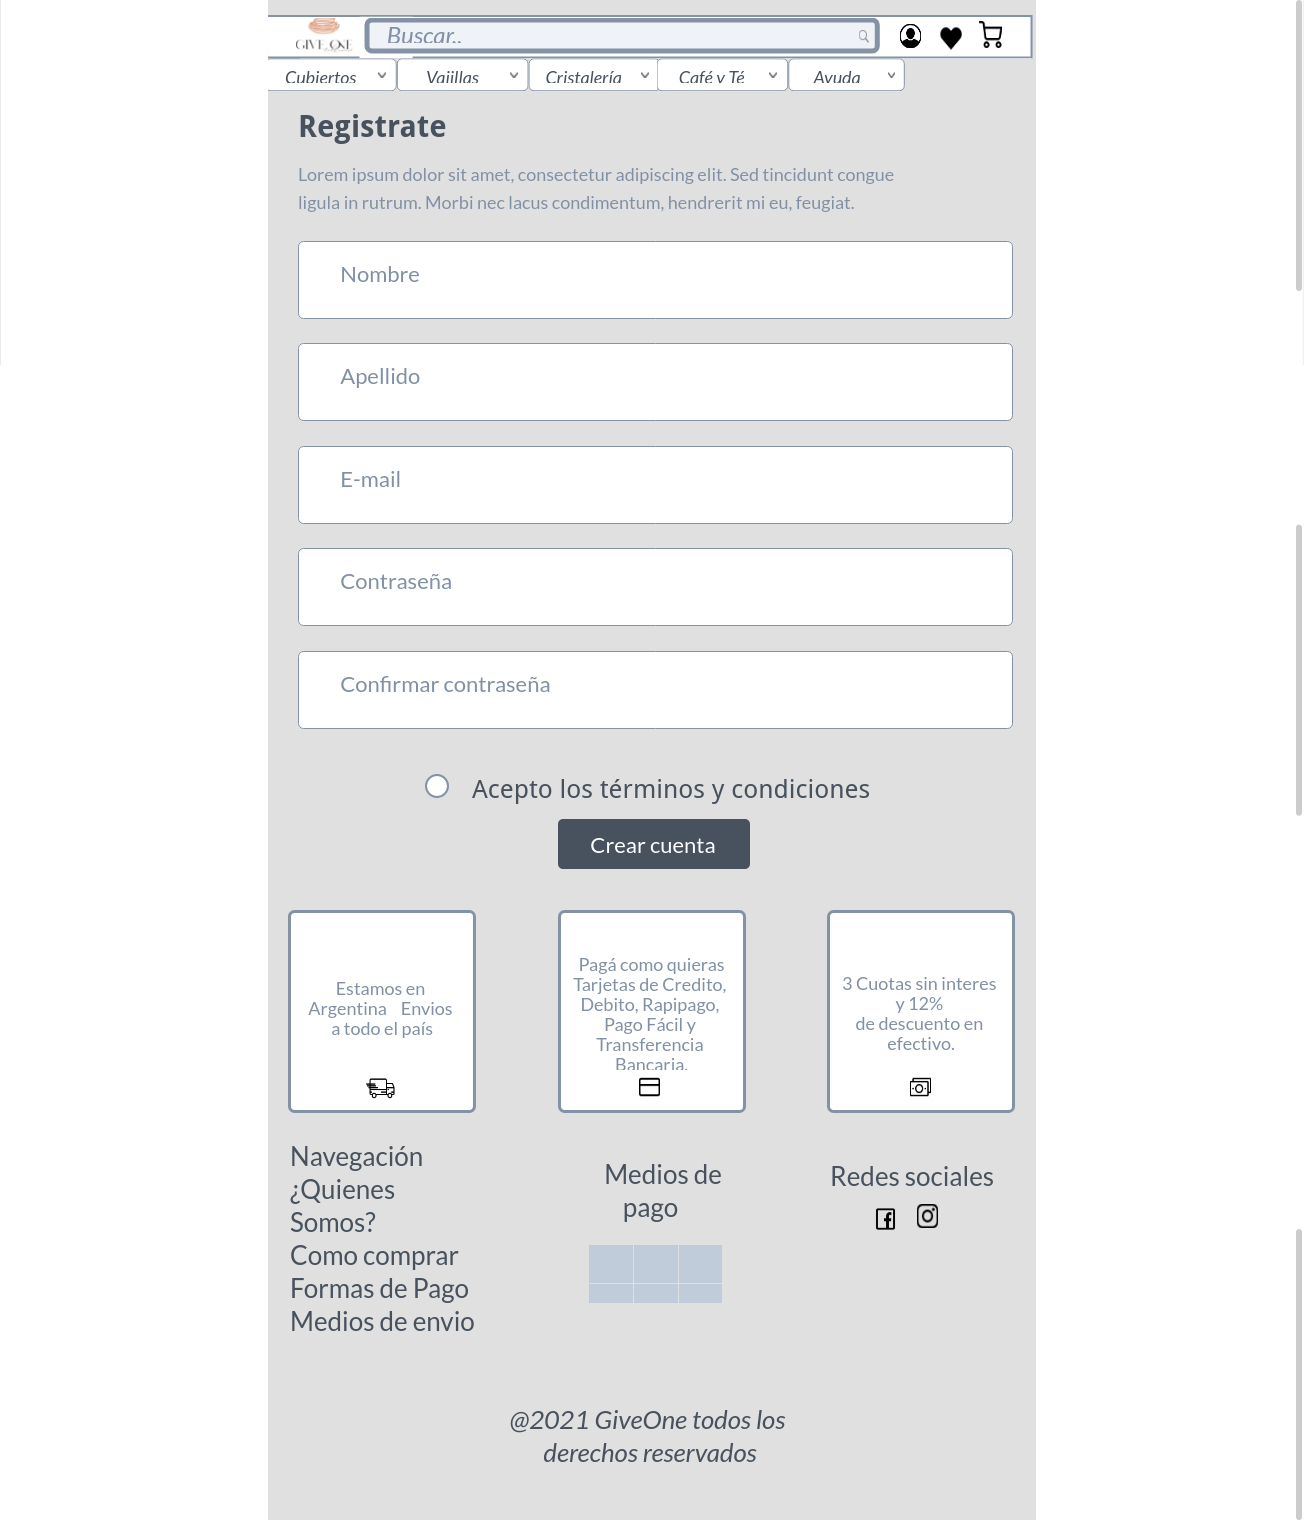 GIVE ONE
Buscar..
Cubiertos
Vajillas
Cristalería
Café y Té
Ayuda
Registrate
Lorem ipsum dolor sit amet, consectetur adipiscing elit. Sed tincidunt congue
ligula in rutrum. Morbi nec lacus condimentum, hendrerit mi eu, feugiat.
Nombre
Apellido
E-mail
Contraseña
Confirmar contraseña
Acepto los términos y condiciones
Crear cuenta
Estamos en
Argentina Envios
a todo el país
Pagá como quieras
Tarjetas de Credito,
Debito, Rapipago,
Pago Fácil y
Transferencia
Bancaria.
3 Cuotas sin interes
y 12%
de descuento en
efectivo.
Navegación
¿Quienes
Somos?
Como comprar
Formas de Pago
Medios de envio
Medios de
pago
Redes sociales
@2021 GiveOne todos los
derechos reservados